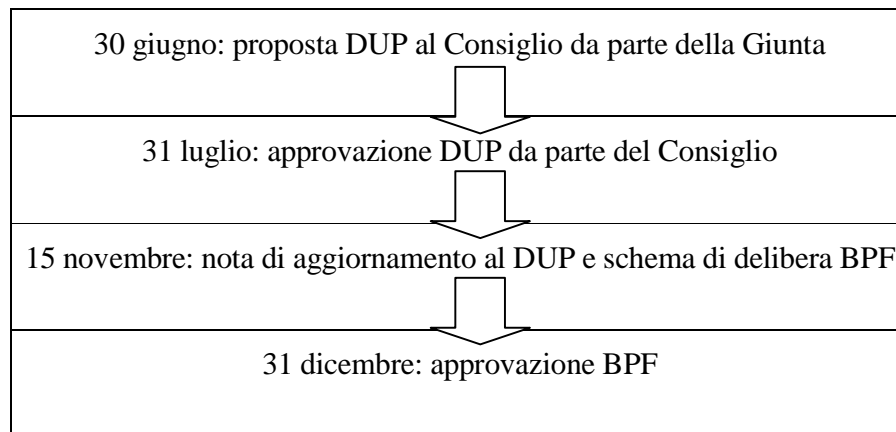 30 giugno: proposta DUP al Consiglio da parte della Giunta
31 luglio: approvazione DUP da parte del Consiglio
15 novembre: nota di aggiornamento al DUP e schema di delibera BPF
31 dicembre: approvazione BPF